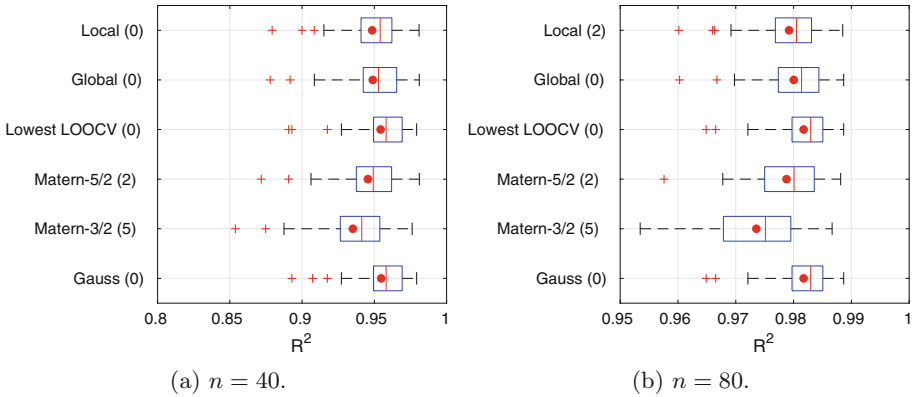 Local (0)
Global (0)
Lowest LOOCV (0)
Matern-5/2 (2)
Matern-3/2 (5)
Gauss (0)
0.8 0.85 0.9 0.95 1
R²
(a) n = 40.
Local (2)
Global (0)
Lowest LOOCV (0)
Matern-5/2 (2)
Matern-3/2 (5)
Gauss (0)
0.95 0.96 0.97 0.98 0.99 1
R²
(b) n = 80.